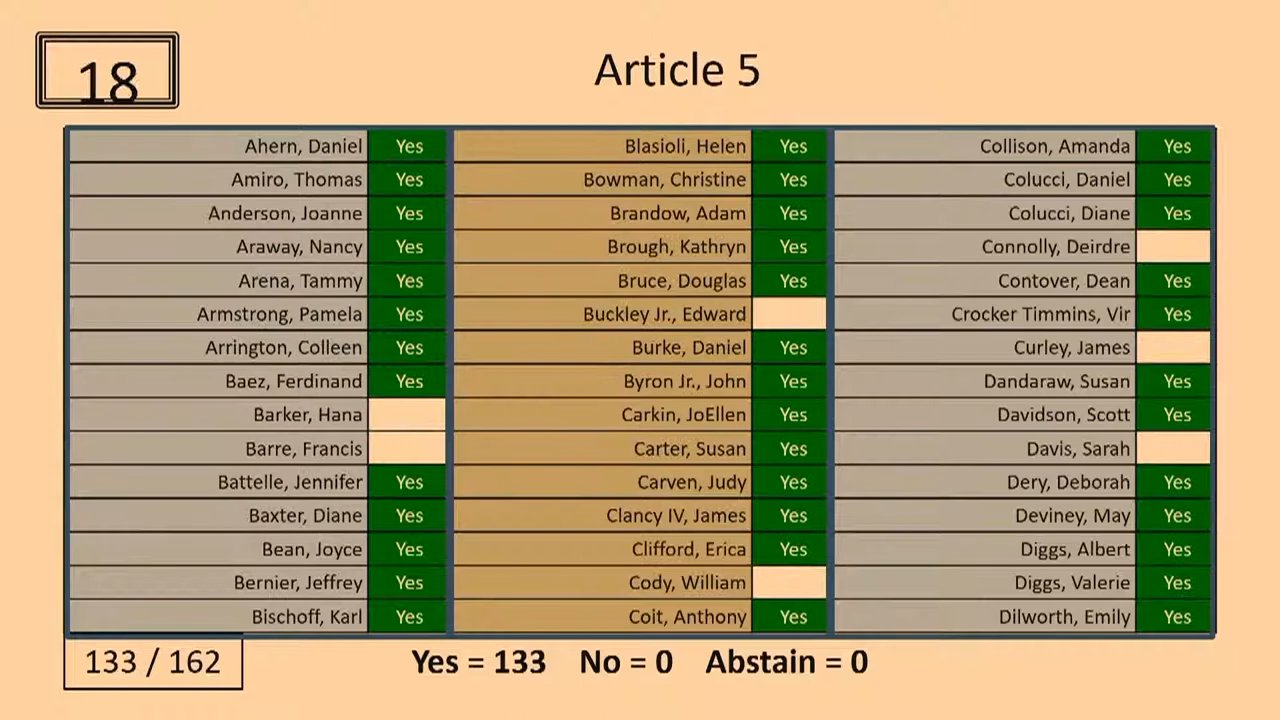 18
Article 5
Ahern, Daniel Yes Blasioli, Helen Yes Collison, Amanda Yes
Amiro, Thomas Yes Bowman, Christine Yes Colucci, Daniel Yes
Anderson, Joanne Yes Brandow, Adam Yes Colucci, Diane Yes
Araway, Nancy Yes Brough, Kathryn Yes Connolly, Deirdre
Arena, Tammy Yes Bruce, Douglas Yes Contover, Dean Yes
Armstrong, Pamela Yes Buckley Jr., Edward Crocker Timmins, Vir Yes
Arrington, Colleen Yes Burke, Daniel Yes Curley, James
Baez, Ferdinand Yes Byron Jr., John Yes Dandaraw, Susan Yes
Barker, Hana Carkin, JoEllen Yes Davidson, Scott Yes
Barre, Francis Carter, Susan Yes Davis, Sarah
Battelle, Jennifer Yes Carven, Judy Yes Dery, Deborah Yes
Baxter, Diane Yes Clancy IV, James Yes Deviney, May Yes
Bean, Joyce Yes Clifford, Erica Yes Diggs, Albert Yes
Bernier, Jeffrey Yes Cody, William Diggs, Valerie Yes
Bischoff, Karl Yes Coit, Anthony Yes Dilworth, Emily Yes
133 / 162 Yes = 133 No = 0 Abstain = 0